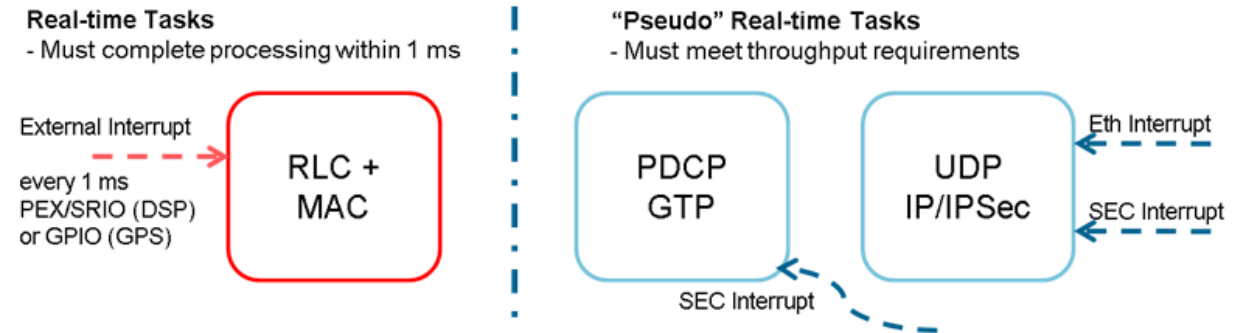 Real-time Tasks
- Must complete processing within 1 ms
External Interrupt
every 1 ms
PEX/SRIO (DSP)
or GPIO (GPS)
RLC +
MAC
“Pseudo” Real-time Tasks
- Must meet throughput requirements
PDCP
GTP
UDP
IP/IPSec
Eth Interrupt
SEC Interrupt
SEC Interrupt